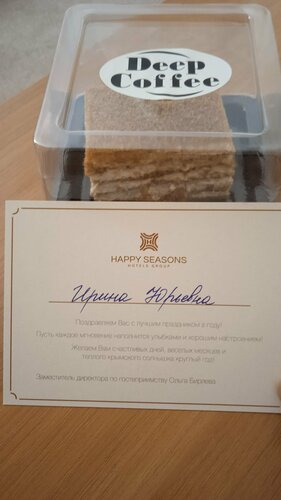 Deep
Coffee
HAPPY SEASONS
HOTELS GROUP
Ирина Юрьевна
Поздравляем Вас с лучшим праздником в году!
Пусть каждое мгновение наполнится улыбками и хорошим настроением!
Желаем Вам счастливых дней, веселых месяцев и
теплого крымского солнышка круглый год!
Заместитель директора по гостеприимству Ольга Бирзева